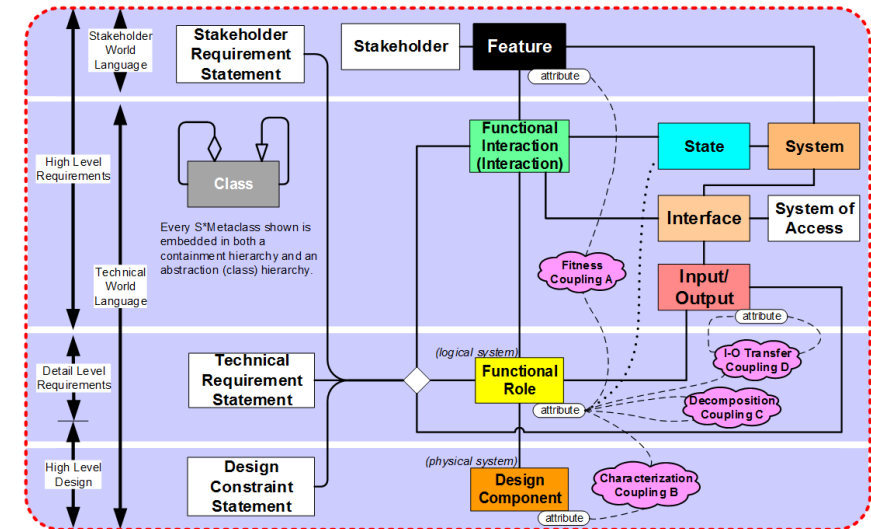 Stakeholder
World
Language
Stakeholder
Requirement
Statement
Stakeholder
Feature
attribute
High Level
Requirements
Class
Every S*Metaclass shown is
embedded in both a
containment hierarchy and an
abstraction (class) hierarchy.
Functional
Interaction
(Interaction)
State
System
Interface
System of
Access
Technical
World
Language
Fitness
Coupling A
Input/
Output
attribute
Detail Level
Requirements
Technical
Requirement
Statement
(logical system)
Functional
Role
attribute
I-O Transfer
Coupling D
Decomposition
Coupling C
High Level
Design
Design
Constraint
Statement
(physical system)
Design
Component
attribute
Characterization
Coupling B